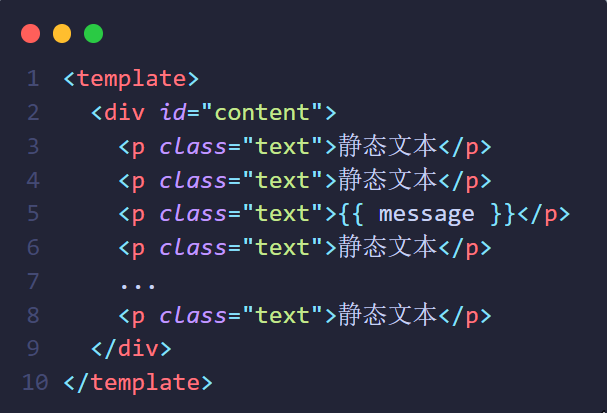 1 <template>
2   <div id="content">
3     <p class="text">静态文本</p>
4     <p class="text">静态文本</p>
5     <p class="text">{{ message }}</p>
6     <p class="text">静态文本</p>
7     ...
8     <p class="text">静态文本</p>
9   </div>
10 </template>